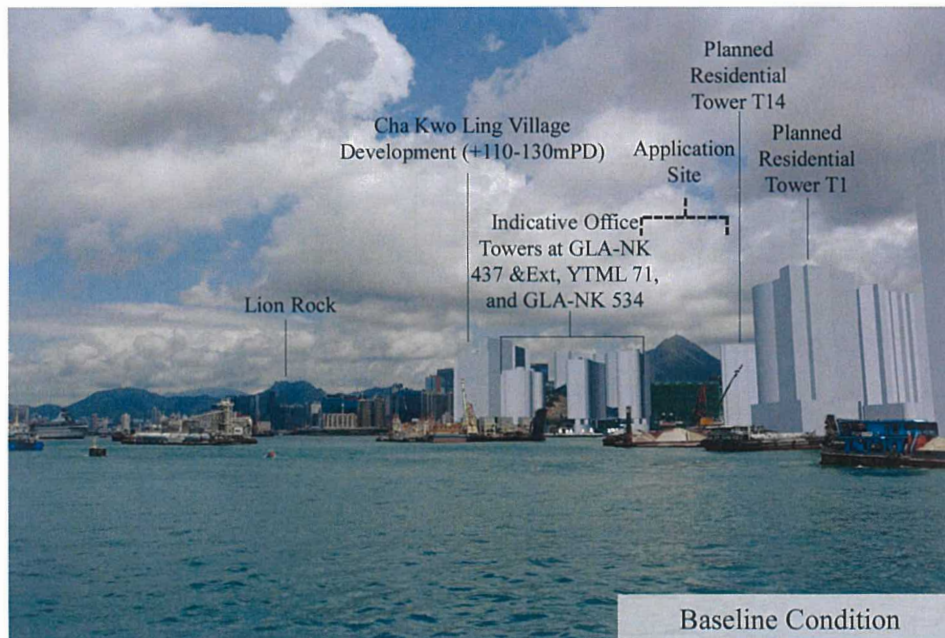 Planned
Residential
Tower T14
Cha Kwo Ling Village
Development (+110-130mPD)
Application
Site
Planned
Residential
Tower T1
Indicative Office
Towers at GLA-NK
437 &Ext, YTML 71,
and GLA-NK 534
Lion Rock
Baseline Condition